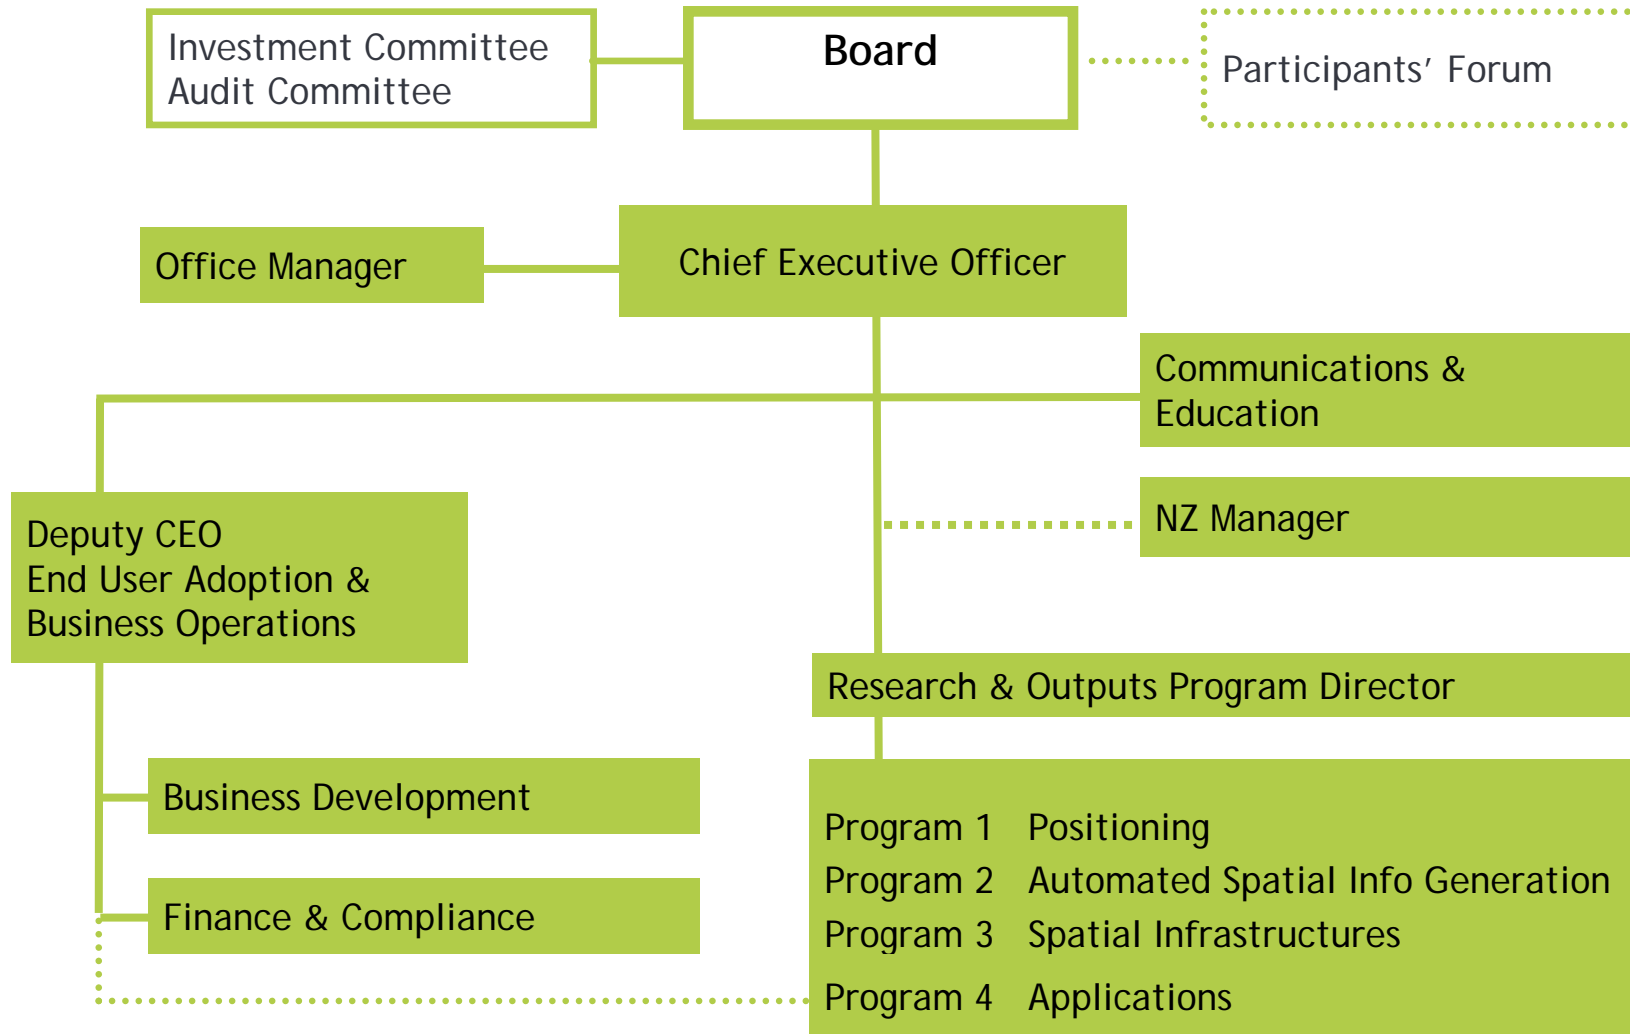 Investment Committee
Audit Committee
Board
Participants’ Forum
Office Manager
Chief Executive Officer
Communications &
Education
NZ Manager
Deputy CEO
End User Adoption &
Business Operations
Research & Outputs Program Director
Business Development
Finance & Compliance
Program 1 Positioning
Program 2 Automated Spatial Info Generation
Program 3 Spatial Infrastructures
Program 4 Applications